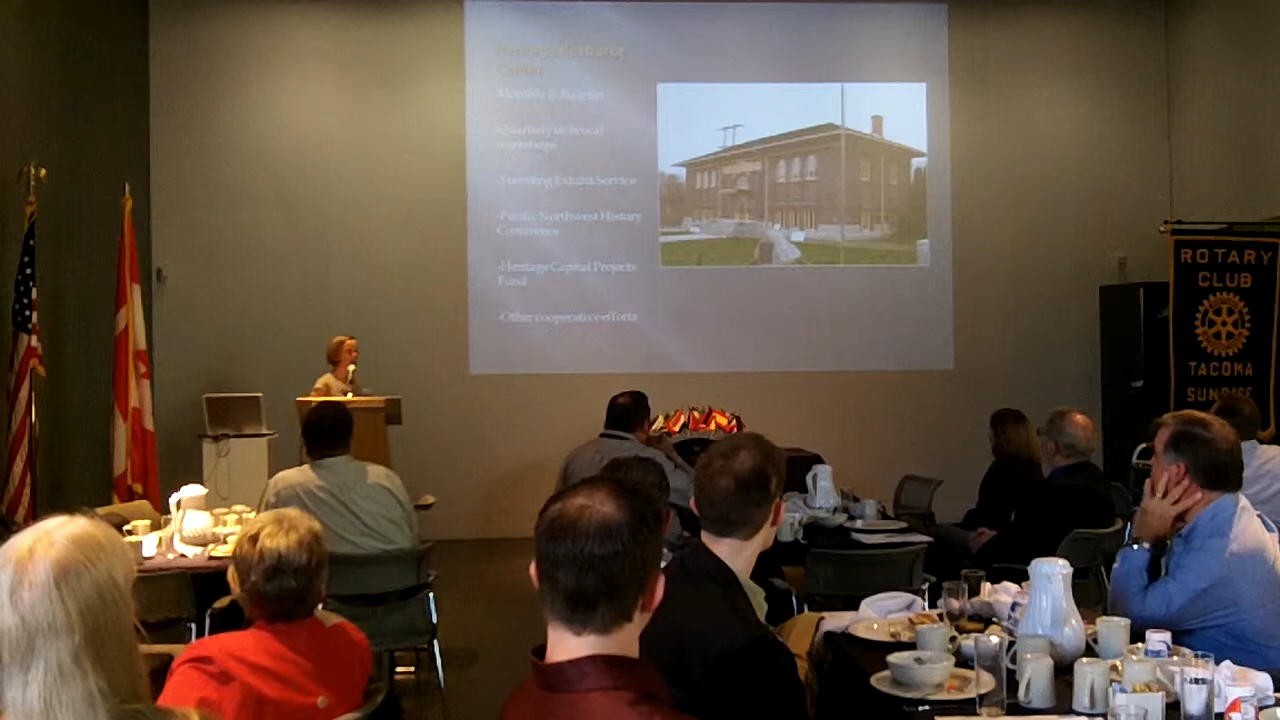 Heritage Resource
Center
-Monthly E-Bulletin
-Quarterly technical
workshops
-Traveling Exhibit Service
-Pacific Northwest History
Conference
-Heritage Capital Projects
Fund
-Other cooperative efforts
ROTARY
CLUB
TACOMA
SUNRISE